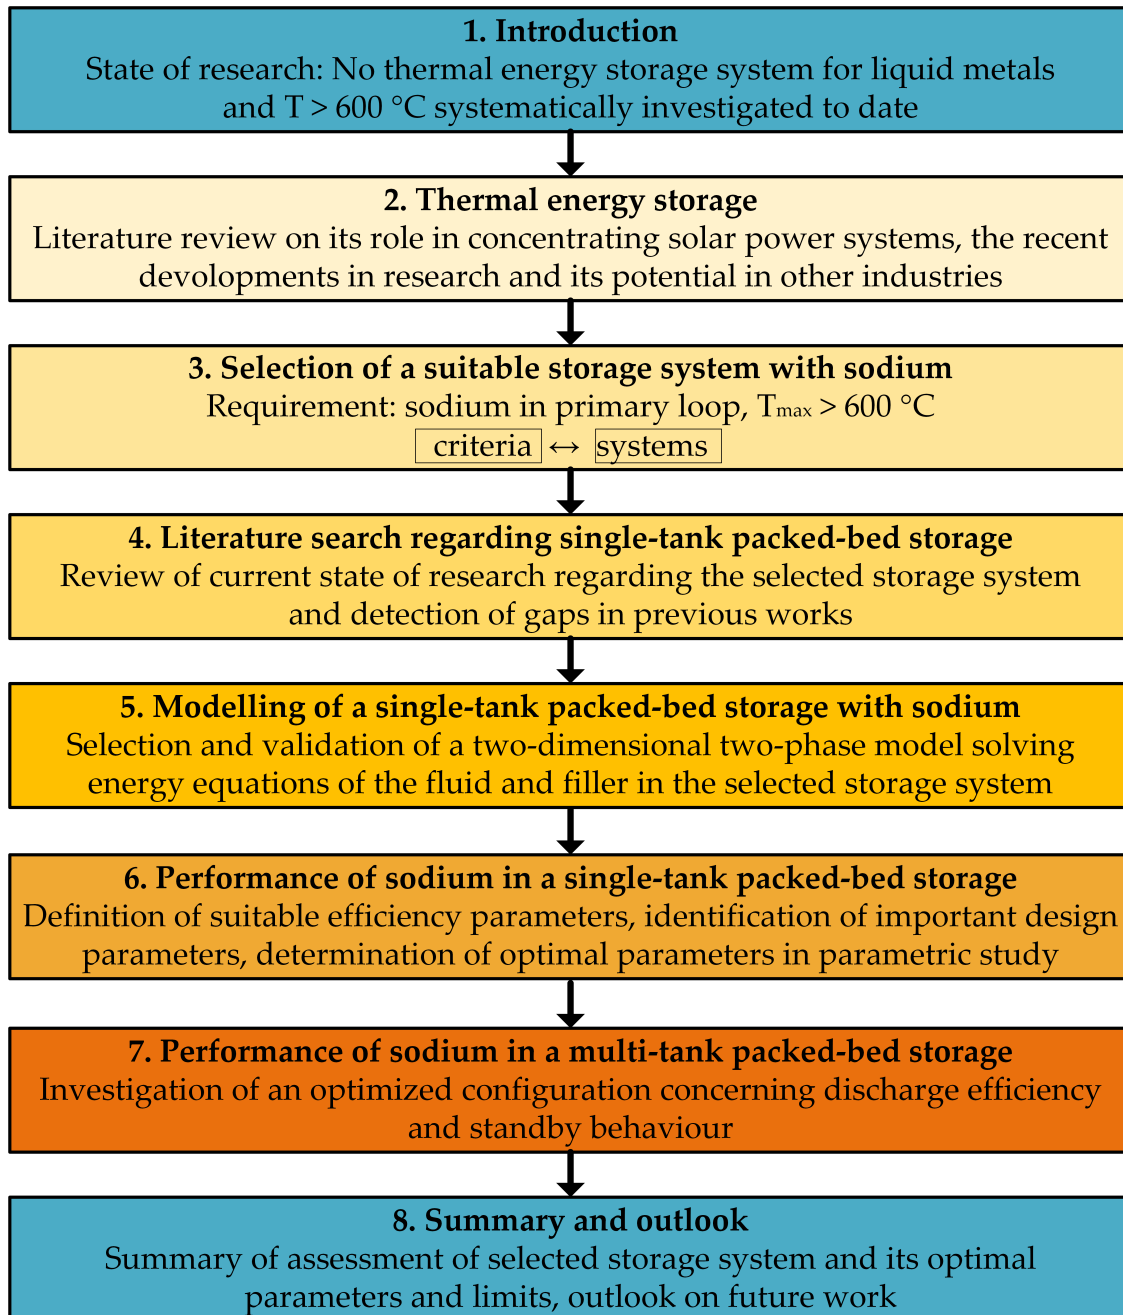 1. Introduction
State of research: No thermal energy storage system for liquid metals
and T > 600 °C systematically investigated to date
2. Thermal energy storage
Literature review on its role in concentrating solar power systems, the recent
devolopments in research and its potential in other industries
3. Selection of a suitable storage system with sodium
Requirement: sodium in primary loop, Tmax > 600 °C
criteria ↔ systems
4. Literature search regarding single-tank packed-bed storage
Review of current state of research regarding the selected storage system
and detection of gaps in previous works
5. Modelling of a single-tank packed-bed storage with sodium
Selection and validation of a two-dimensional two-phase model solving
energy equations of the fluid and filler in the selected storage system
6. Performance of sodium in a single-tank packed-bed storage
Definition of suitable efficiency parameters, identification of important design
parameters, determination of optimal parameters in parametric study
7. Performance of sodium in a multi-tank packed-bed storage
Investigation of an optimized configuration concerning discharge efficiency
and standby behaviour
8. Summary and outlook
Summary of assessment of selected storage system and its optimal
parameters and limits, outlook on future work